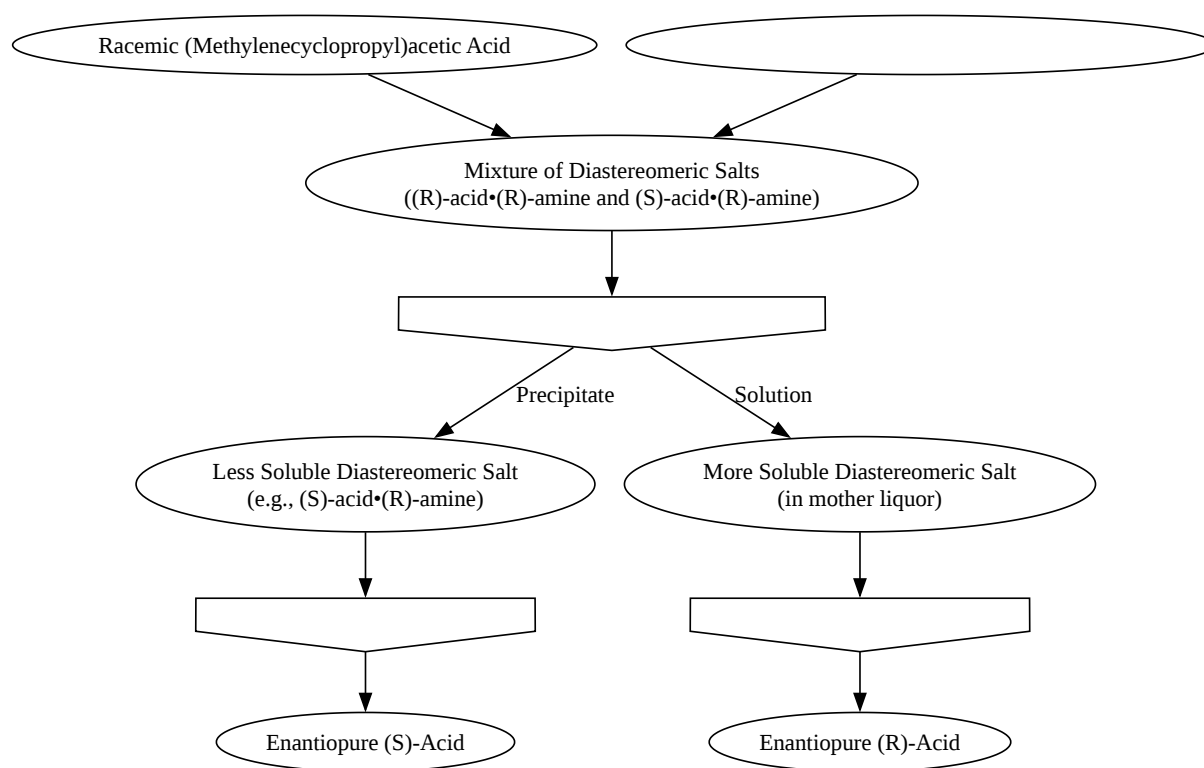 Racemic (Methylenecyclopropyl)acetic Acid
Mixture of Diastereomeric Salts
((R)-acid•(R)-amine and (S)-acid•(R)-amine)
Precipitate
Solution
Less Soluble Diastereomeric Salt
(e.g., (S)-acid•(R)-amine)
More Soluble Diastereomeric Salt
(in mother liquor)
Enantiopure (S)-Acid
Enantiopure (R)-Acid